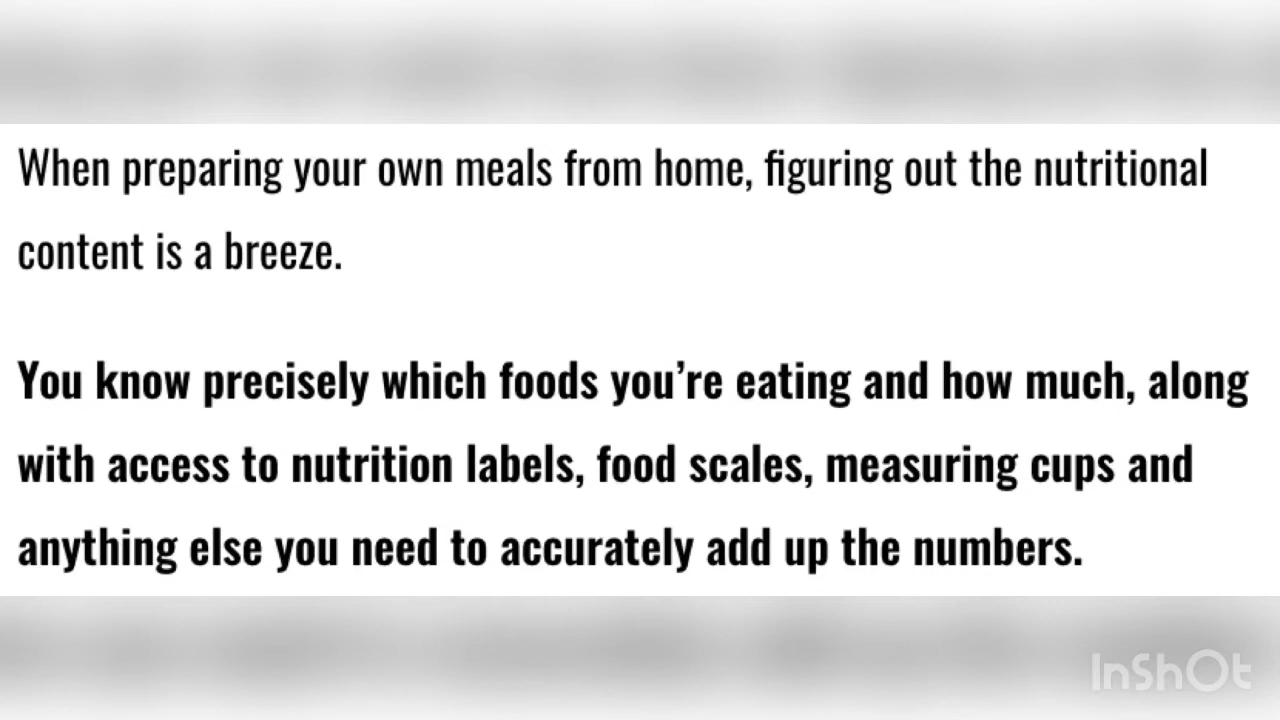 When preparing your own meals from home, figuring out the nutritional
content is a breeze.
You know precisely which foods you’re eating and how much, along
with access to nutrition labels, food scales, measuring cups and
anything else you need to accurately add up the numbers.
InShOt